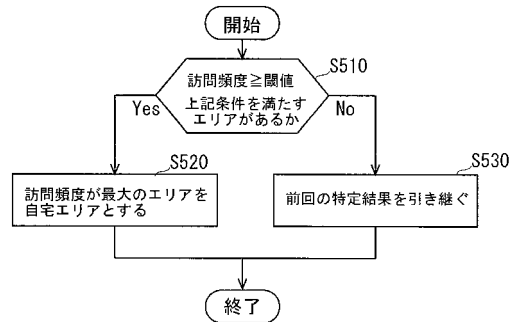 開始
S510
訪問頻度≧閾値
上記条件を満たす
エリアがあるか
Yes
No
S520
訪問頻度が最大のエリアを
自宅エリアとする
S530
前回の特定結果を引き継ぐ
終了